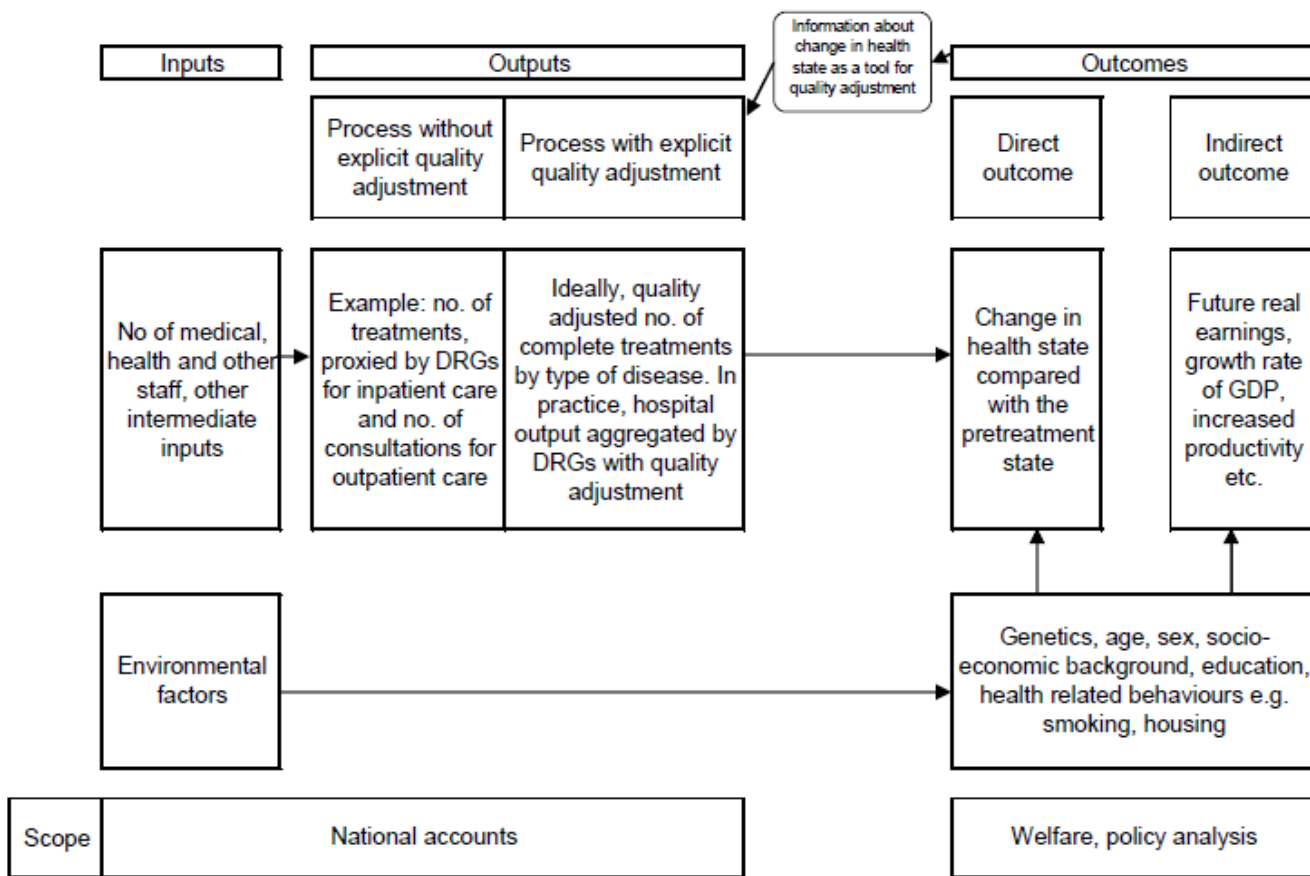 Information about
change in health
state as a tool for
quality adjustment
Inputs
Outputs
Outcomes
Process without
explicit quality
adjustment
Process with explicit
quality adjustment
Direct
outcome
Indirect
outcome
No of medical,
health and other
staff, other
intermediate
inputs
Example: no. of
treatments,
proxied by DRGs
for inpatient care
and no. of
consultations for
outpatient care
Ideally, quality
adjusted no. of
complete treatments
by type of disease. In
practice, hospital
output aggregated by
DRGs with quality
adjustment
Change in
health state
compared
with the
pretreatment
state
Future real
earnings,
growth rate
of GDP,
increased
productivity
etc.
Environmental
factors
Genetics, age, sex, socio-
economic background, education,
health related behaviours e.g.
smoking, housing
Scope
National accounts
Welfare, policy analysis